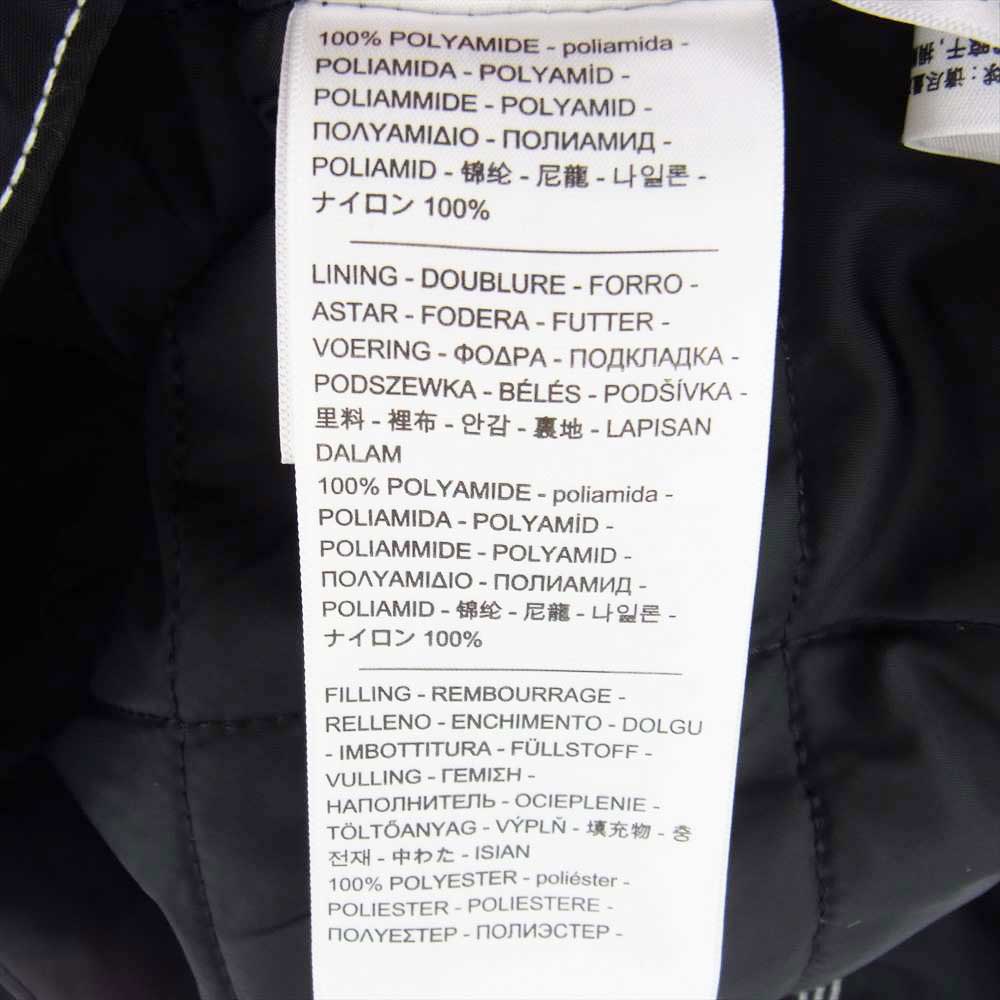 100% POLYAMIDE - poliamida -
POLIAMIDA - POLYAMİD -
POLIAMMIDE - POLYAMID -
ΠΟΛΥΑΜΙΔΙΟ - ПОЛИАМИД -
POLIAMID - 锦纶 - 尼龍 - 나일론 -
ナイロン 100%
LINING - DOUBLURE - FORRO -
ASTAR - FODERA - FUTTER -
VOERING - ΦΟΔΡΑ - ПОДКЛАДКА -
PODSZEWKA - BÉLÉS - PODŠÍVKA -
里料 - 裡布 - 안감 - 裏地 - LAPISAN
DALAM
100% POLYAMIDE - poliamida -
POLIAMIDA - POLYAMİD -
POLIAMMIDE - POLYAMID -
ΠΟΛΥΑΜΙΔΙΟ - ПОЛИАМИД -
POLIAMID - 锦纶 - 尼龍 - 나일론 -
ナイロン 100%
FILLING - REMBOURRAGE -
RELLENO - ENCHIMENTO - DOLGU
- IMBOTTITURA - FÜLLSTOFF -
VULLING - ΓΕΜΙΣΗ -
НАПОЛНИТЕЛЬ - OCIEPLENIE -
TÖLTŐANYAG - VÝPLŇ - 填充物 - 충
전재 - 中わた - ISIAN
100% POLYESTER - poliéster -
POLIESTER - POLIESTERE -
ΠΟΛΥΕΣΤΕΡ - ПОЛИЭСТЕР -
球：请尽量